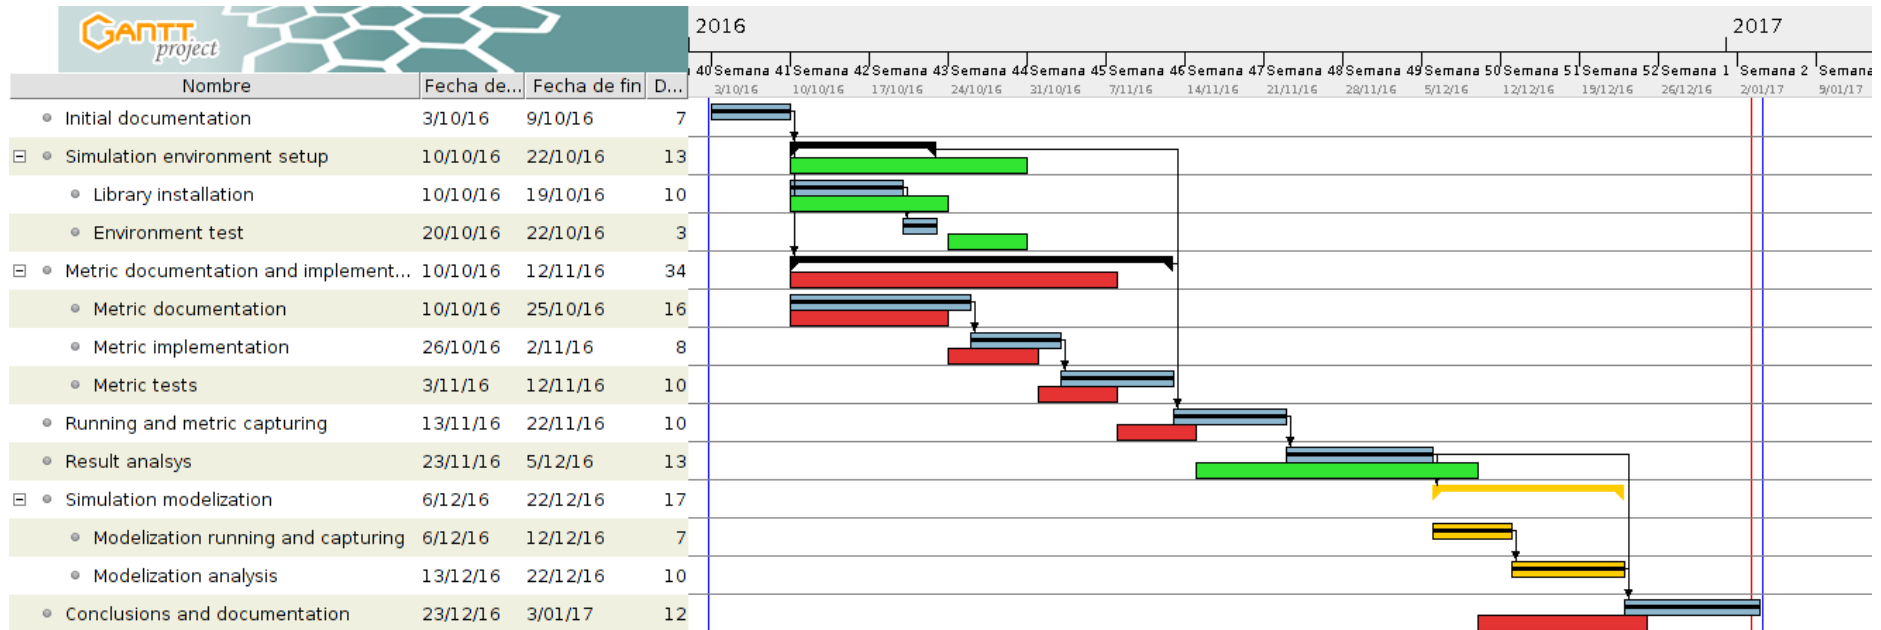 GANTT
project
2016 2017
40 Semana 41 Semana 42 Semana 43 Semana 44 Semana 45 Semana 46 Semana 47 Semana 48 Semana 49 Semana 50 Semana 51 Semana 52 Semana 1 Semana 2 Semana
3/10/16 10/10/16 17/10/16 24/10/16 31/10/16 7/11/16 14/11/16 21/11/16 28/11/16 5/12/16 12/12/16 19/12/16 26/12/16 2/01/17 9/01/17
Nombre Fecha de... Fecha de fin D...
Initial documentation 3/10/16 9/10/16 7
Simulation environment setup 10/10/16 22/10/16 13
Library installation 10/10/16 19/10/16 10
Environment test 20/10/16 22/10/16 3
Metric documentation and implement... 10/10/16 12/11/16 34
Metric documentation 10/10/16 25/10/16 16
Metric implementation 26/10/16 2/11/16 8
Metric tests 3/11/16 12/11/16 10
Running and metric capturing 13/11/16 22/11/16 10
Result analsys 23/11/16 5/12/16 13
Simulation modelization 6/12/16 22/12/16 17
Modelization running and capturing 6/12/16 12/12/16 7
Modelization analysis 13/12/16 22/12/16 10
Conclusions and documentation 23/12/16 3/01/17 12